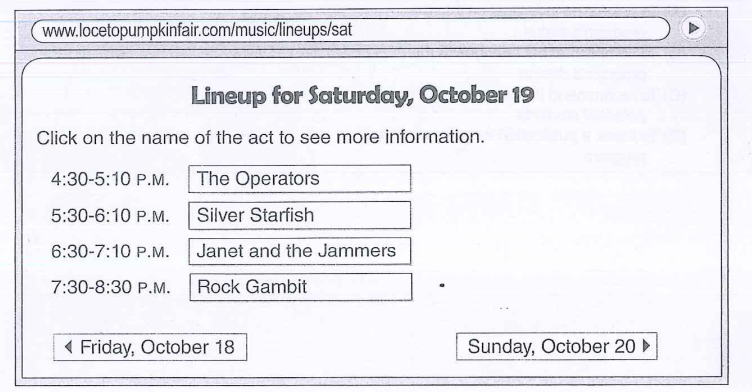 www.locetopumpkinfair.com/music/lineups/sat
Lineup for Saturday, October 19
Click on the name of the act to see more information.
4:30-5:10 P.M. The Operators
5:30-6:10 P.M. Silver Starfish
6:30-7:10 P.M. Janet and the Jammers
7:30-8:30 P.M. Rock Gambit
◀ Friday, October 18 Sunday, October 20 ▶